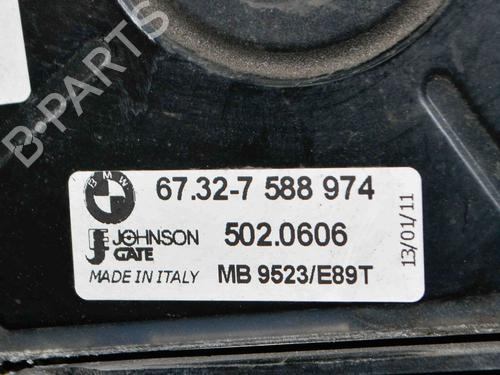 B-PARTS
BMW
67.32-7 588 974
JOHNSON
GATE
502.0606
MADE IN ITALY
MB 9523/E89T
13/01/11